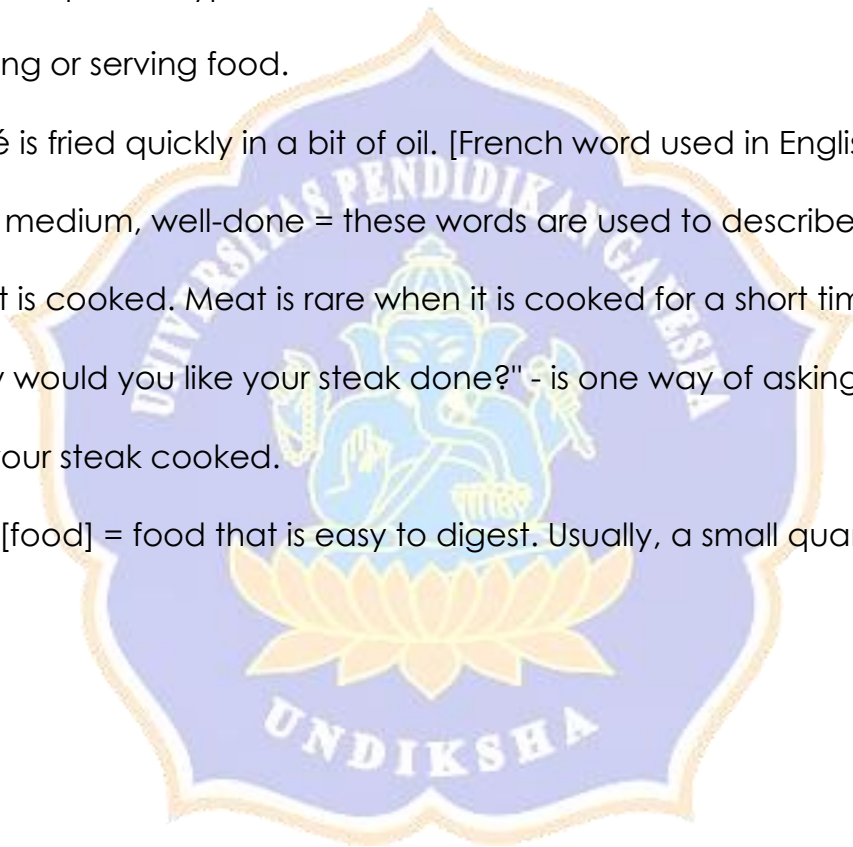 ng or serving food.
é is fried quickly in a bit of oil. [French word used in Englis
medium, well-done = these words are used to describe
t is cooked. Meat is rare when it is cooked for a short tim
would you like your steak done?" - is one way of asking
our steak cooked.
[food] = food that is easy to digest. Usually, a small qua
UNIVERSITAS PENDIDIKAN GANESHA
UNDIKSHA